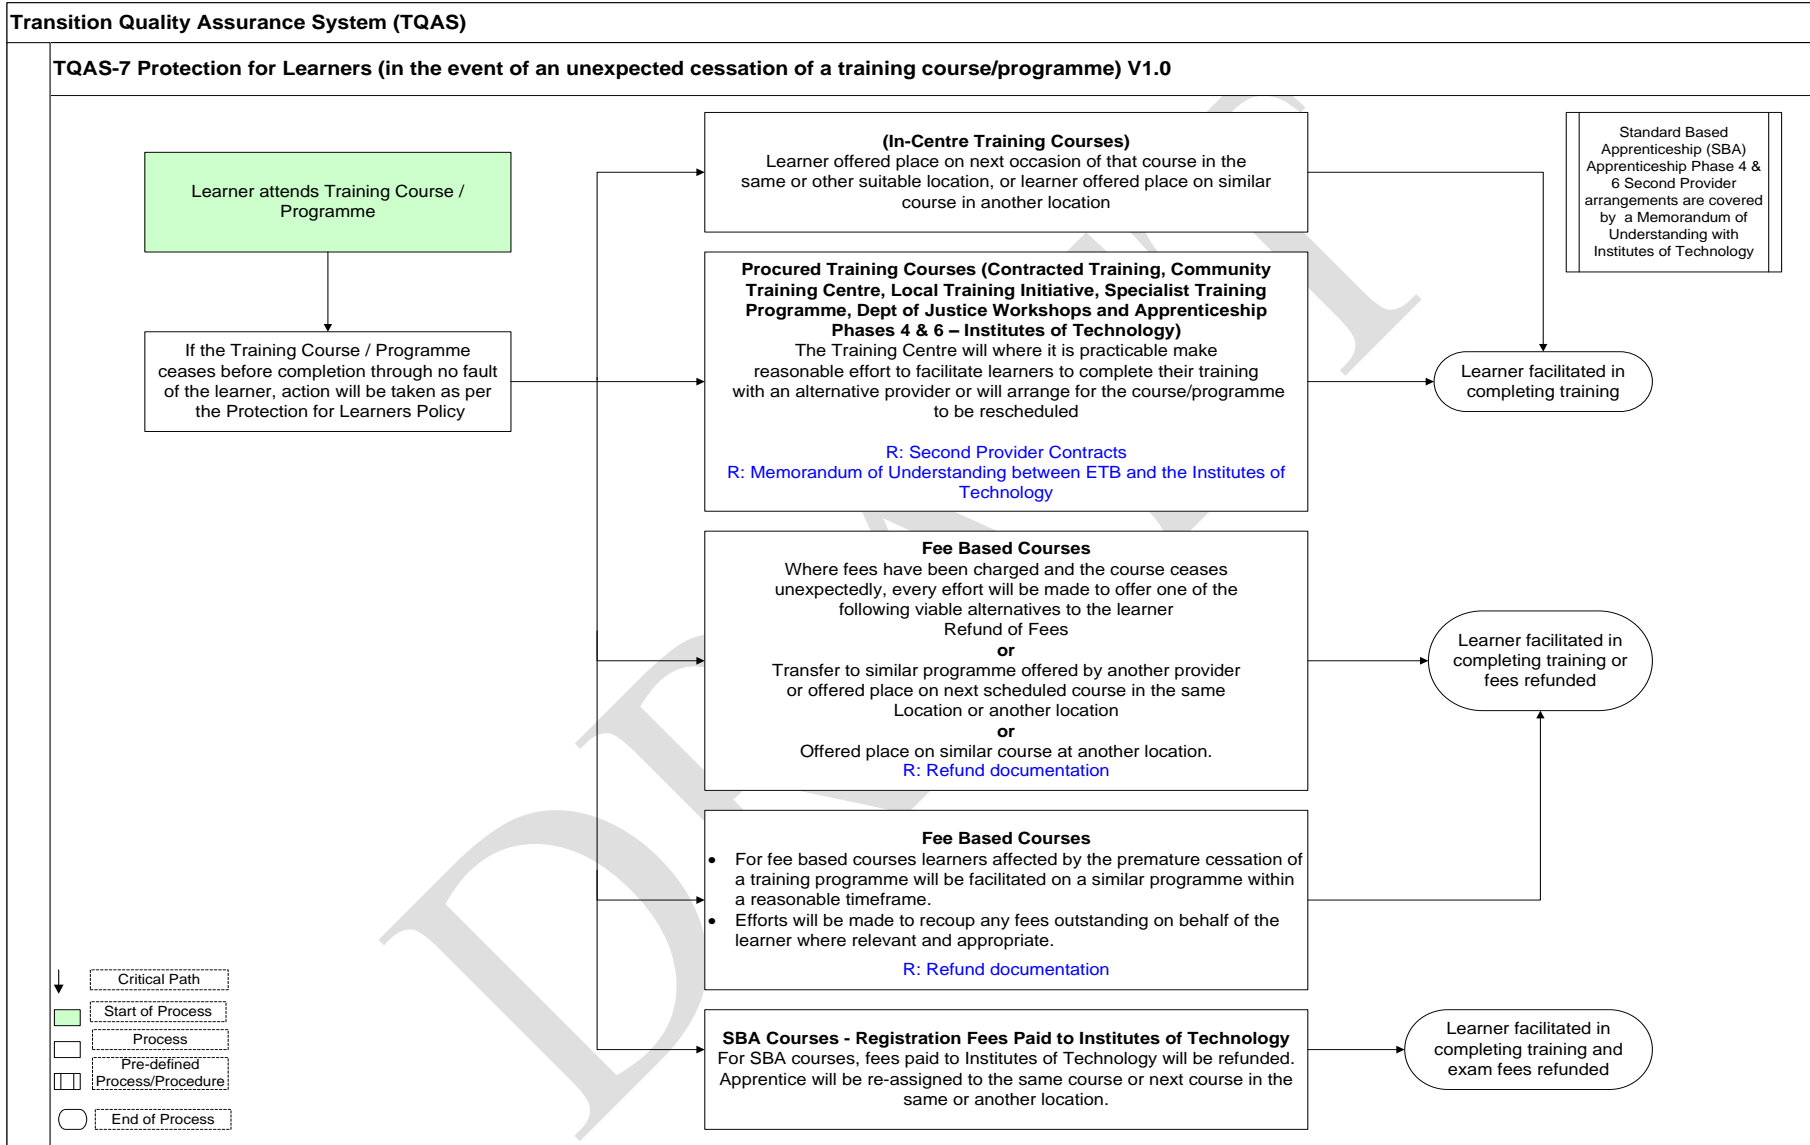 Transition Quality Assurance System (TQAS)
TQAS-7 Protection for Learners (in the event of an unexpected cessation of a training course/programme) V1.0
Learner attends Training Course /
Programme
If the Training Course / Programme
ceases before completion through no fault
of the learner, action will be taken as per
the Protection for Learners Policy
(In-Centre Training Courses)
Learner offered place on next occasion of that course in the
same or other suitable location, or learner offered place on similar
course in another location
Procured Training Courses (Contracted Training, Community
Training Centre, Local Training Initiative, Specialist Training
Programme, Dept of Justice Workshops and Apprenticeship
Phases 4 & 6 – Institutes of Technology)
The Training Centre will where it is practicable make
reasonable effort to facilitate learners to complete their training
with an alternative provider or will arrange for the course/programme
to be rescheduled
R: Second Provider Contracts
R: Memorandum of Understanding between ETB and the Institutes of
Technology
Fee Based Courses
Where fees have been charged and the course ceases
unexpectedly, every effort will be made to offer one of the
following viable alternatives to the learner
Refund of Fees
or
Transfer to similar programme offered by another provider
or offered place on next scheduled course in the same
Location or another location
or
Offered place on similar course at another location.
R: Refund documentation
Fee Based Courses
• For fee based courses learners affected by the premature cessation of
a training programme will be facilitated on a similar programme within
a reasonable timeframe.
• Efforts will be made to recoup any fees outstanding on behalf of the
learner where relevant and appropriate.
R: Refund documentation
SBA Courses - Registration Fees Paid to Institutes of Technology
For SBA courses, fees paid to Institutes of Technology will be refunded.
Apprentice will be re-assigned to the same course or next course in the
same or another location.
Standard Based
Apprenticeship (SBA)
Apprenticeship Phase 4 &
6 Second Provider
arrangements are covered
by a Memorandum of
Understanding with
Institutes of Technology
Learner facilitated in
completing training
Learner facilitated in
completing training or
fees refunded
Learner facilitated in
completing training and
exam fees refunded
Critical Path
Start of Process
Process
Pre-defined
Process/Procedure
End of Process
DRAFT